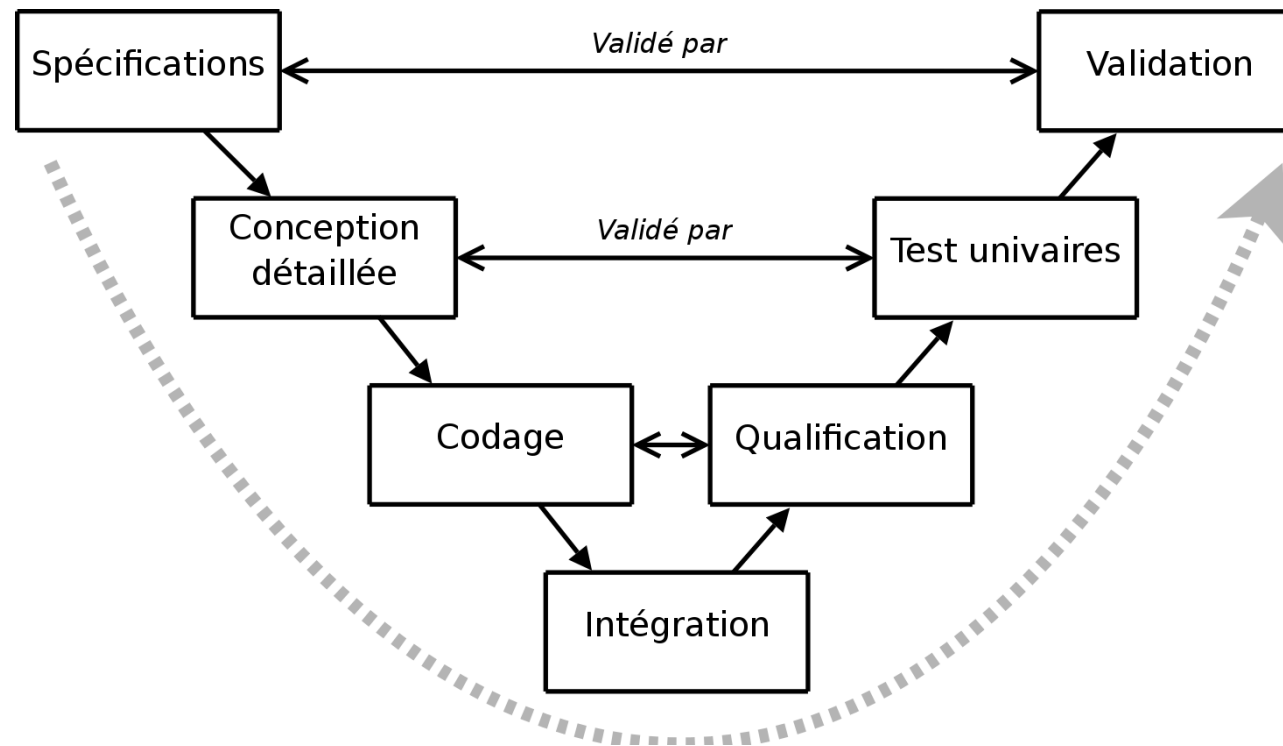 Spécifications
Validé par
Validation
Conception
détaillée
Validé par
Test univaires
Codage
Qualification
Intégration